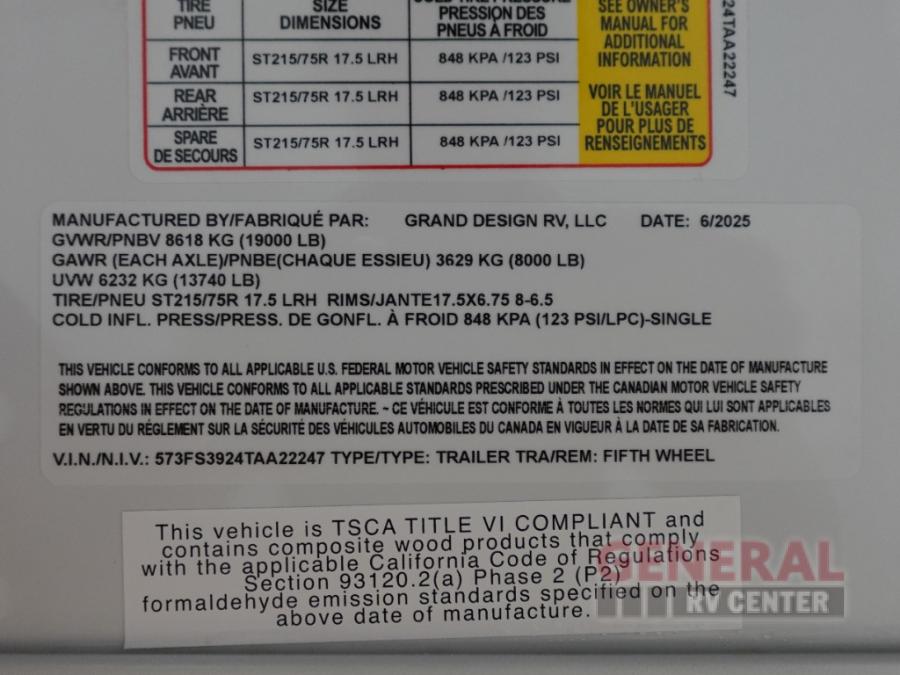 TIRE SIZE COLD TIRE PRESSURE SEE OWNER'S
PNEU DIMENSIONS PRESSION DES MANUAL FOR
PNEUS À FROID ADDITIONAL
INFORMATION
FRONT ST215/75R 17.5 LRH 848 KPA /123 PSI
AVANT
REAR ST215/75R 17.5 LRH 848 KPA /123 PSI
ARRIÈRE
SPARE ST215/75R 17.5 LRH 848 KPA /123 PSI
DE SECOURS
VOIR LE MANUEL
DE L'USAGER
POUR PLUS DE
RENSEIGNEMENTS
24TAA22247
MANUFACTURED BY/FABRIQUÉ PAR: GRAND DESIGN RV, LLC DATE: 6/2025
GVWR/PNBV 8618 KG (19000 LB)
GAWR (EACH AXLE)/PNBE(CHAQUE ESSIEU) 3629 KG (8000 LB)
UVW 6232 KG (13740 LB)
TIRE/PNEU ST215/75R 17.5 LRH RIMS/JANTE17.5X6.75 8-6.5
COLD INFL. PRESS/PRESS. DE GONFL. À FROID 848 KPA (123 PSI/LPC)-SINGLE
THIS VEHICLE CONFORMS TO ALL APPLICABLE U.S. FEDERAL MOTOR VEHICLE SAFETY STANDARDS IN EFFECT ON THE DATE OF MANUFACTURE
SHOWN ABOVE. THIS VEHICLE CONFORMS TO ALL APPLICABLE STANDARDS PRESCRIBED UNDER THE CANADIAN MOTOR VEHICLE SAFETY
REGULATIONS IN EFFECT ON THE DATE OF MANUFACTURE. ~ CE VÉHICULE EST CONFORME À TOUTES LES NORMES QUI LUI SONT APPLICABLES
EN VERTU DU RÉGLEMENT SUR LA SÉCURITÉ DES VÉHICULES AUTOMOBILES DU CANADA EN VIGUEUR À LA DATE DE SA FABRICATION.
V.I.N./N.I.V.: 573FS3924TAA22247 TYPE/TYPE: TRAILER TRA/REM: FIFTH WHEEL
This vehicle is TSCA TITLE VI COMPLIANT and
contains composite wood products that comply
with the applicable California Code of Regulations
Section 93120.2(a) Phase 2 (P2)
formaldehyde emission standards specified on the
above date of manufacture.
GENERAL
RV CENTER